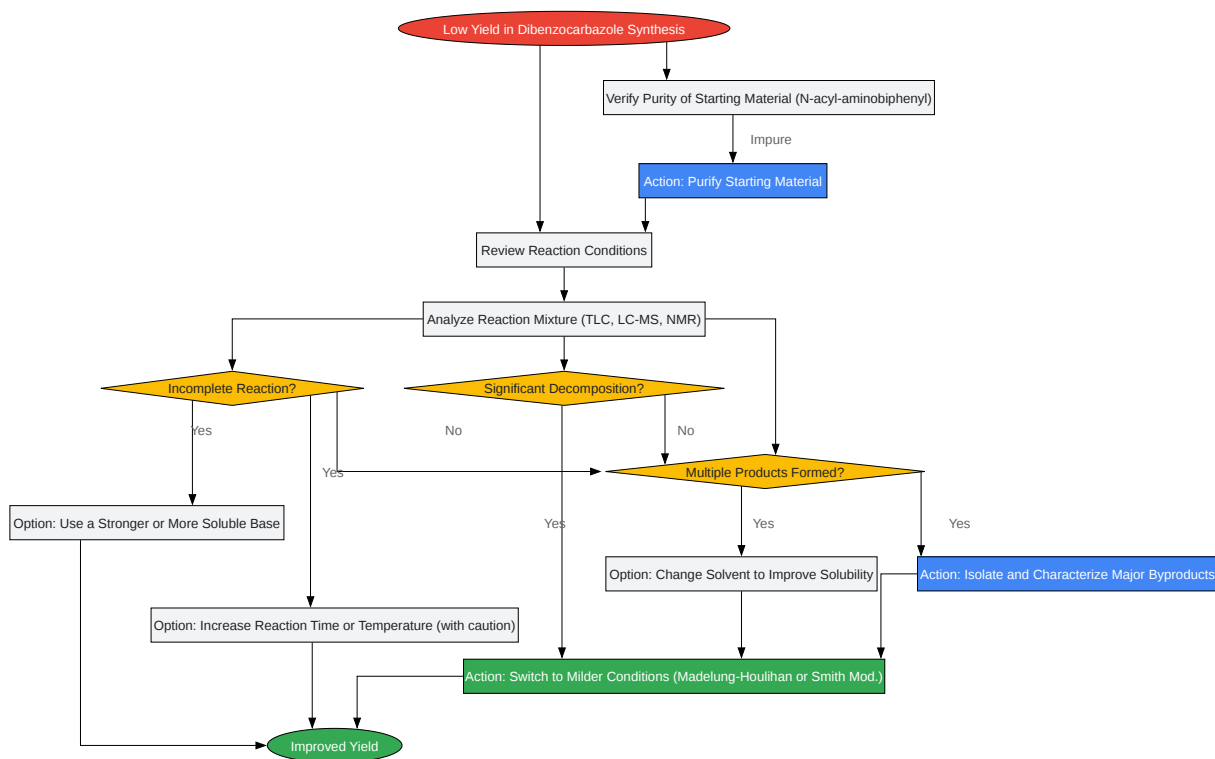 Low Yield in Dibenzocarbazole Synthesis
Verify Purity of Starting Material (N-acyl-aminobiphenyl)
Impure
Action: Purify Starting Material
Review Reaction Conditions
Analyze Reaction Mixture (TLC, LC-MS, NMR)
Incomplete Reaction?
Significant Decomposition?
Yes
No
No
Yes
Multiple Products Formed?
Option: Use a Stronger or More Soluble Base
Yes
Yes
Yes
Option: Change Solvent to Improve Solubility
Action: Isolate and Characterize Major Byproducts
Option: Increase Reaction Time or Temperature (with caution)
Action: Switch to Milder Conditions (Madelung-Houlihan or Smith Mod.)
Improved Yield